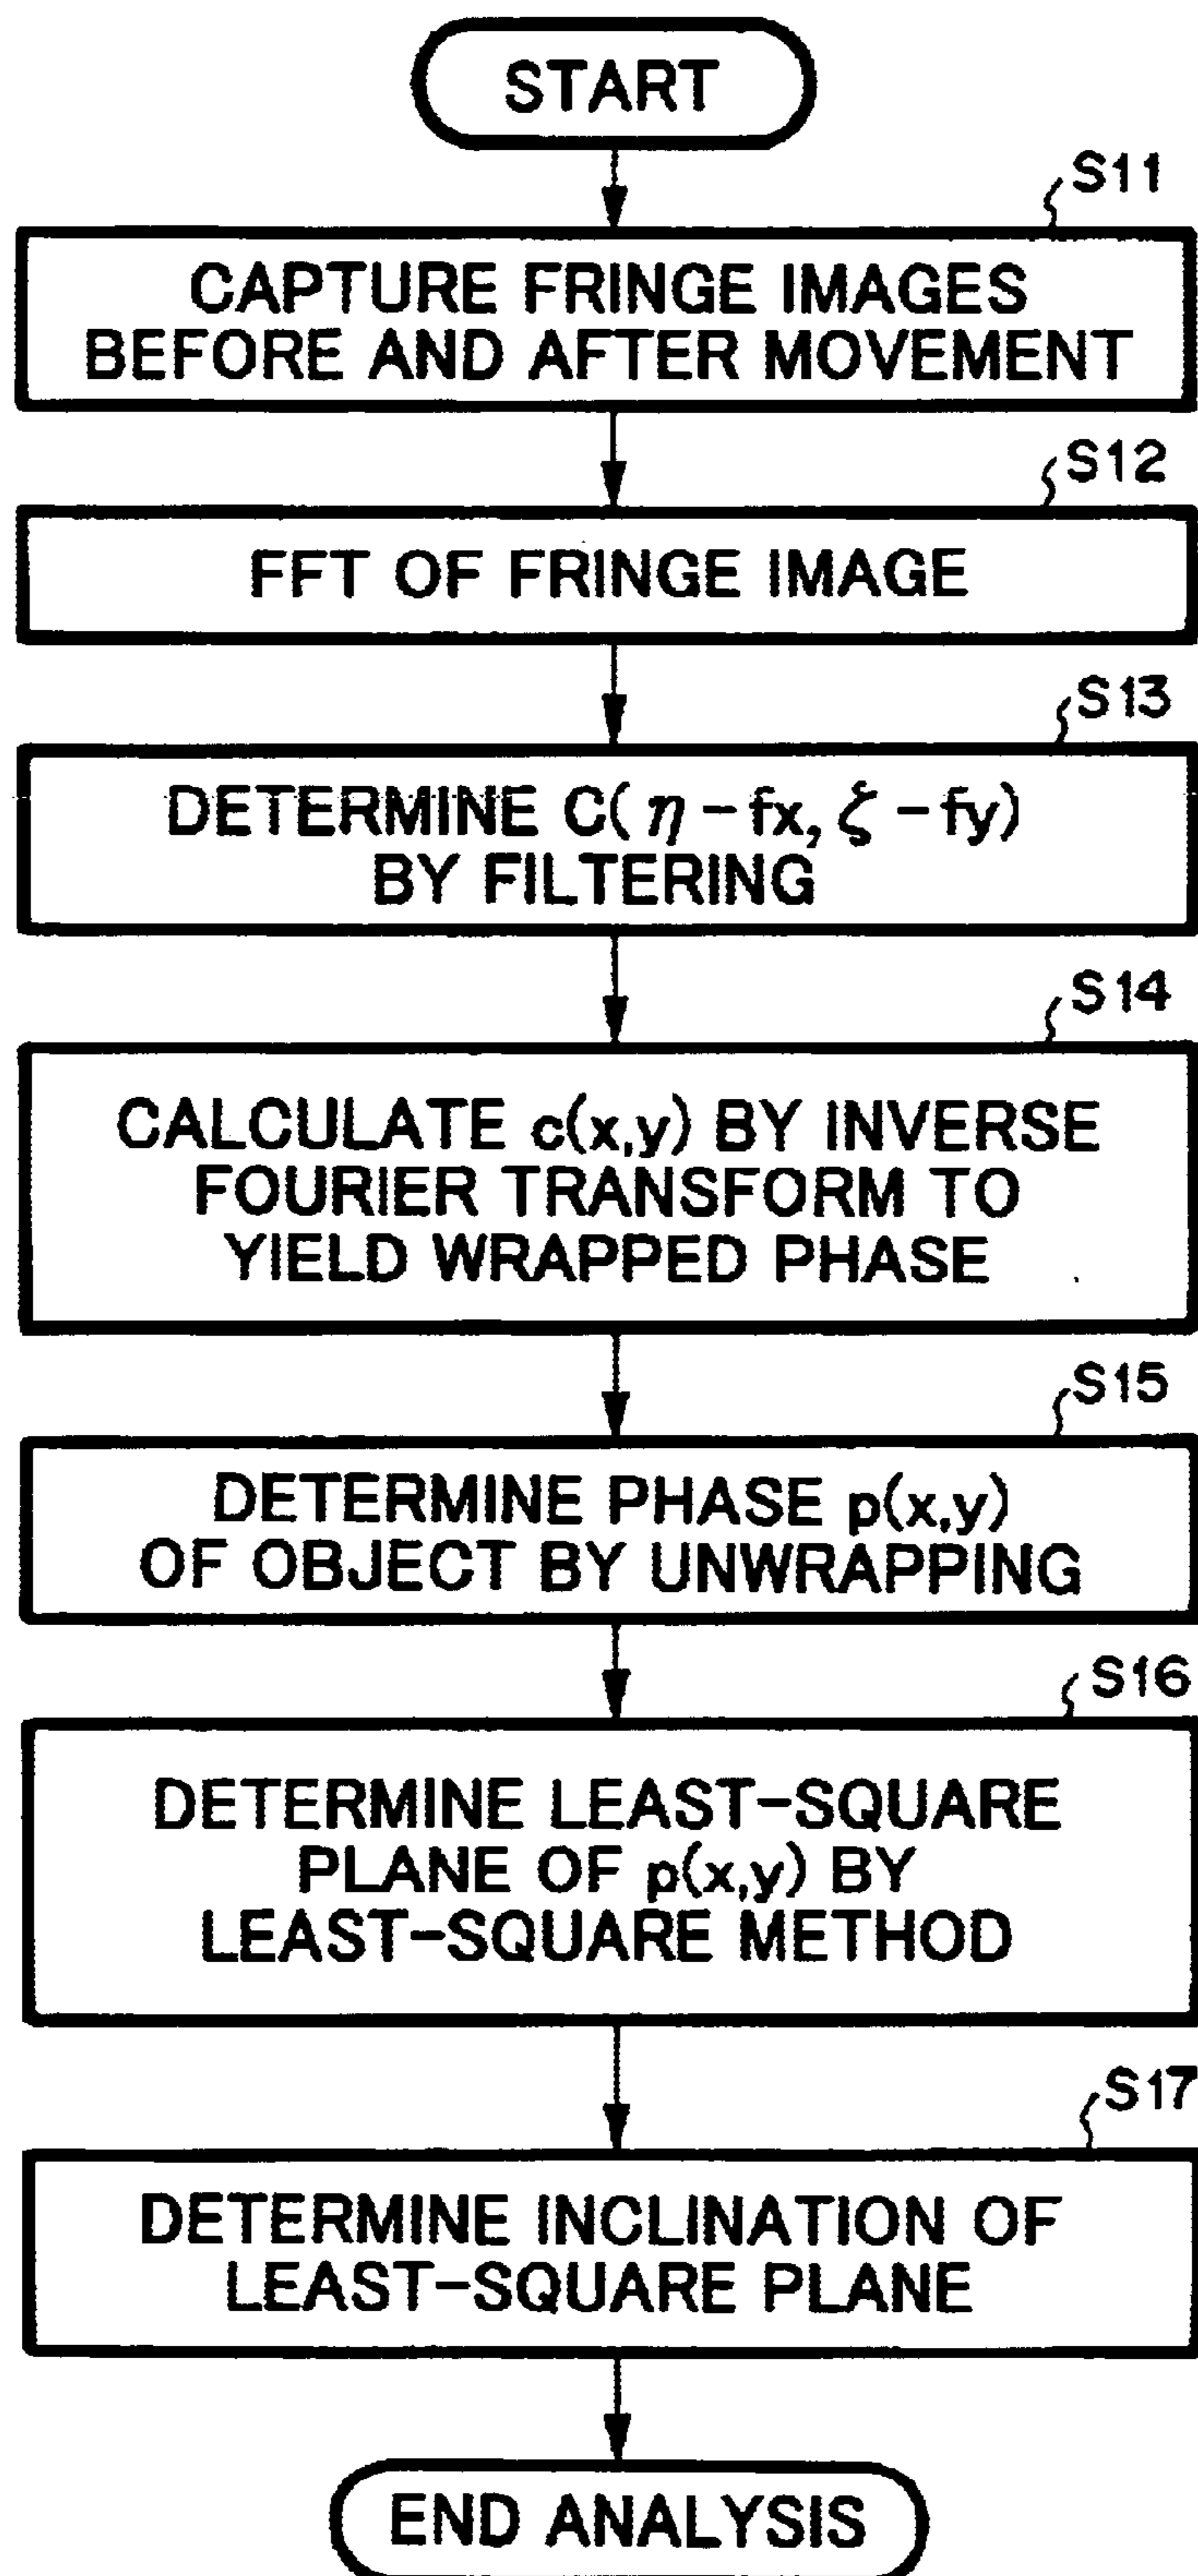 START
S11
CAPTURE FRINGE IMAGES
BEFORE AND AFTER MOVEMENT
S12
FFT OF FRINGE IMAGE
S13
DETERMINE C( η - fx, ζ - fy)
BY FILTERING
S14
CALCULATE c(x,y) BY INVERSE
FOURIER TRANSFORM TO
YIELD WRAPPED PHASE
S15
DETERMINE PHASE p(x,y)
OF OBJECT BY UNWRAPPING
S16
DETERMINE LEAST-SQUARE
PLANE OF p(x,y) BY
LEAST-SQUARE METHOD
S17
DETERMINE INCLINATION OF
LEAST-SQUARE PLANE
END ANALYSIS